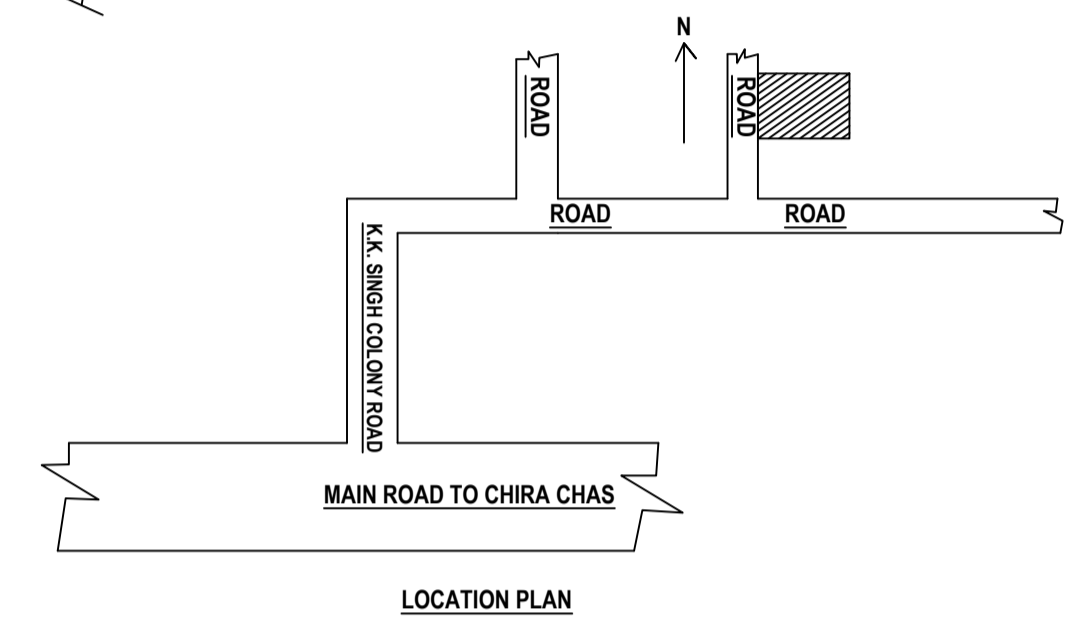 N
ROAD
ROAD
ROAD
ROAD
K.K. SINGH COLONY ROAD
MAIN ROAD TO CHIRA CHAS
LOCATION PLAN